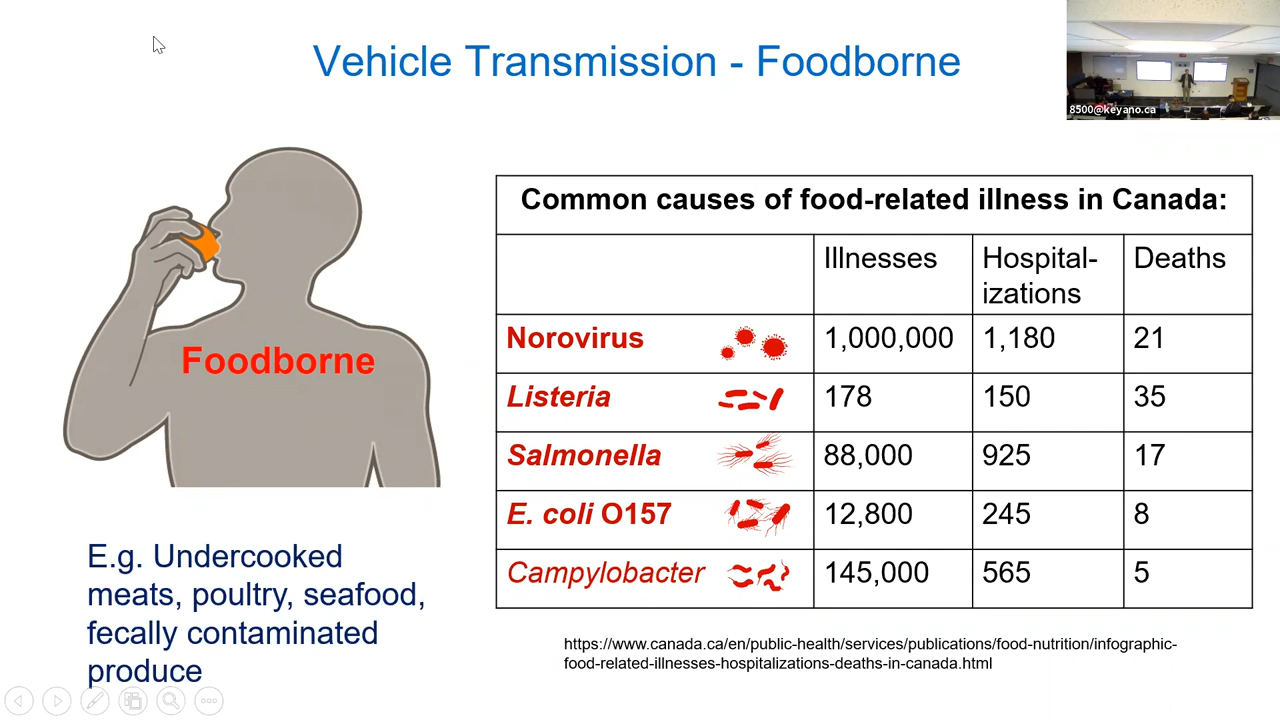 Vehicle Transmission - Foodborne
8500@keyano.ca
Foodborne
E.g. Undercooked
meats, poultry, seafood,
fecally contaminated
produce
Common causes of food-related illness in Canada:
Illnesses Hospital-izations Deaths
Norovirus 1,000,000 1,180 21
Listeria 178 150 35
Salmonella 88,000 925 17
E. coli O157 12,800 245 8
Campylobacter 145,000 565 5
https://www.canada.ca/en/public-health/services/publications/food-nutrition/infographic-
food-related-illnesses-hospitalizations-deaths-in-canada.html